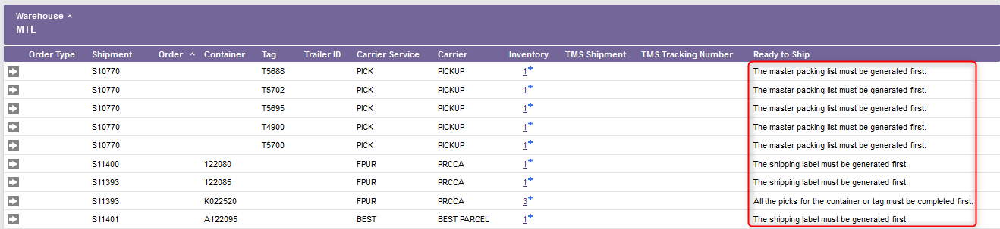 Warehouse
MTL
Order Type Shipment Order Container Tag Trailer ID Carrier Service Carrier Inventory TMS Shipment TMS Tracking Number Ready to Ship
S10770 T5688 PICK PICKUP 1+ The master packing list must be generated first.
S10770 T5702 PICK PICKUP 1+ The master packing list must be generated first.
S10770 T5695 PICK PICKUP 1+ The master packing list must be generated first.
S10770 T4900 PICK PICKUP 1+ The master packing list must be generated first.
S10770 T5700 PICK PICKUP 1+ The master packing list must be generated first.
S11400 122080 FPUR PRCCA 1+ The shipping label must be generated first.
S11393 122085 FPUR PRCCA 1+ The shipping label must be generated first.
S11393 K022520 FPUR PRCCA 3+ All the picks for the container or tag must be completed first.
S11401 A122095 BEST BEST PARCEL 1+ The shipping label must be generated first.